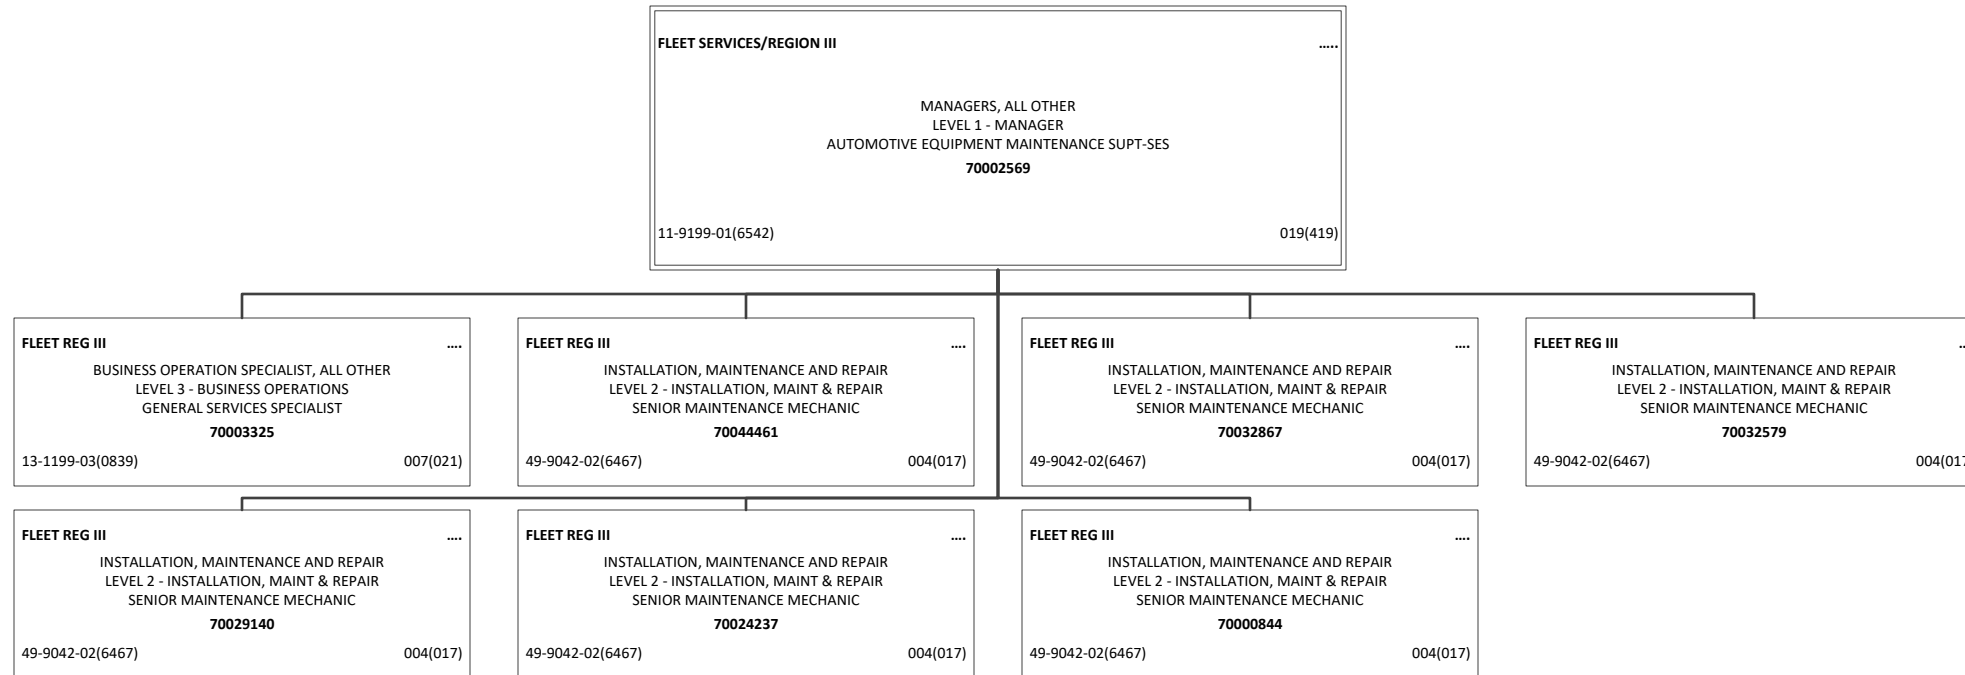 FLEET SERVICES/REGION III .....
MANAGERS, ALL OTHER
LEVEL 1 - MANAGER
AUTOMOTIVE EQUIPMENT MAINTENANCE SUPT-SES
70002569
11-9199-01(6542) 019(419)
FLEET REG III ....
BUSINESS OPERATION SPECIALIST, ALL OTHER
LEVEL 3 - BUSINESS OPERATIONS
GENERAL SERVICES SPECIALIST
70003325
13-1199-03(0839) 007(021)
FLEET REG III ....
INSTALLATION, MAINTENANCE AND REPAIR
LEVEL 2 - INSTALLATION, MAINT & REPAIR
SENIOR MAINTENANCE MECHANIC
70044461
49-9042-02(6467) 004(017)
FLEET REG III ....
INSTALLATION, MAINTENANCE AND REPAIR
LEVEL 2 - INSTALLATION, MAINT & REPAIR
SENIOR MAINTENANCE MECHANIC
70032867
49-9042-02(6467) 004(017)
FLEET REG III ..
INSTALLATION, MAINTENANCE AND REPAIR
LEVEL 2 - INSTALLATION, MAINT & REPAIR
SENIOR MAINTENANCE MECHANIC
70032579
49-9042-02(6467) 004(017
FLEET REG III ....
INSTALLATION, MAINTENANCE AND REPAIR
LEVEL 2 - INSTALLATION, MAINT & REPAIR
SENIOR MAINTENANCE MECHANIC
70029140
49-9042-02(6467) 004(017)
FLEET REG III ....
INSTALLATION, MAINTENANCE AND REPAIR
LEVEL 2 - INSTALLATION, MAINT & REPAIR
SENIOR MAINTENANCE MECHANIC
70024237
49-9042-02(6467) 004(017)
FLEET REG III ....
INSTALLATION, MAINTENANCE AND REPAIR
LEVEL 2 - INSTALLATION, MAINT & REPAIR
SENIOR MAINTENANCE MECHANIC
70000844
49-9042-02(6467) 004(017)